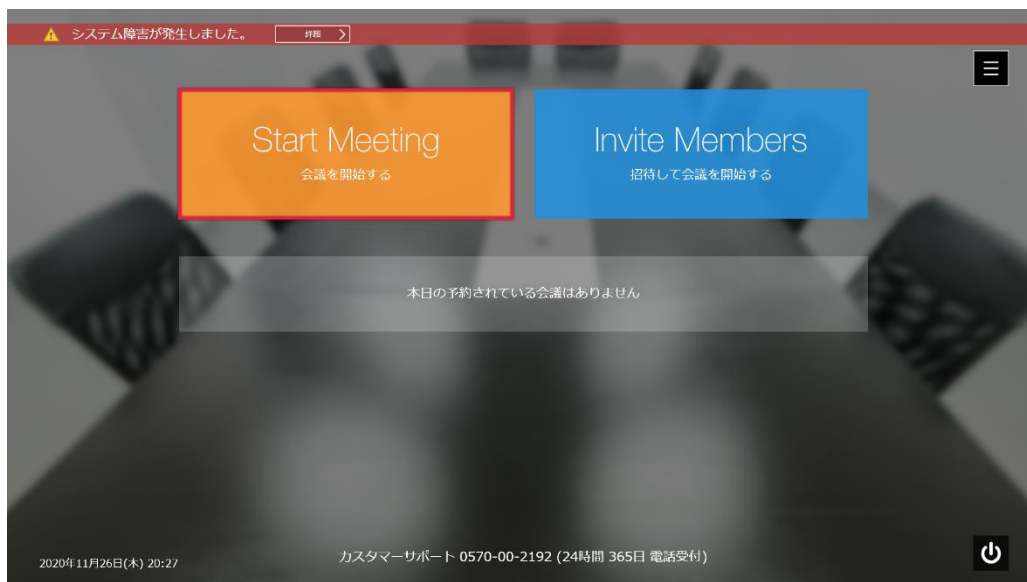 システム障害が発生しました。
詳細
Start Meeting
会議を開始する
Invite Members
招待して会議を開始する
本日の予約されている会議はありません
カスタマーサポート 0570-00-2192 (24時間 365日 電話受付)
2020年11月26日(木) 20:27